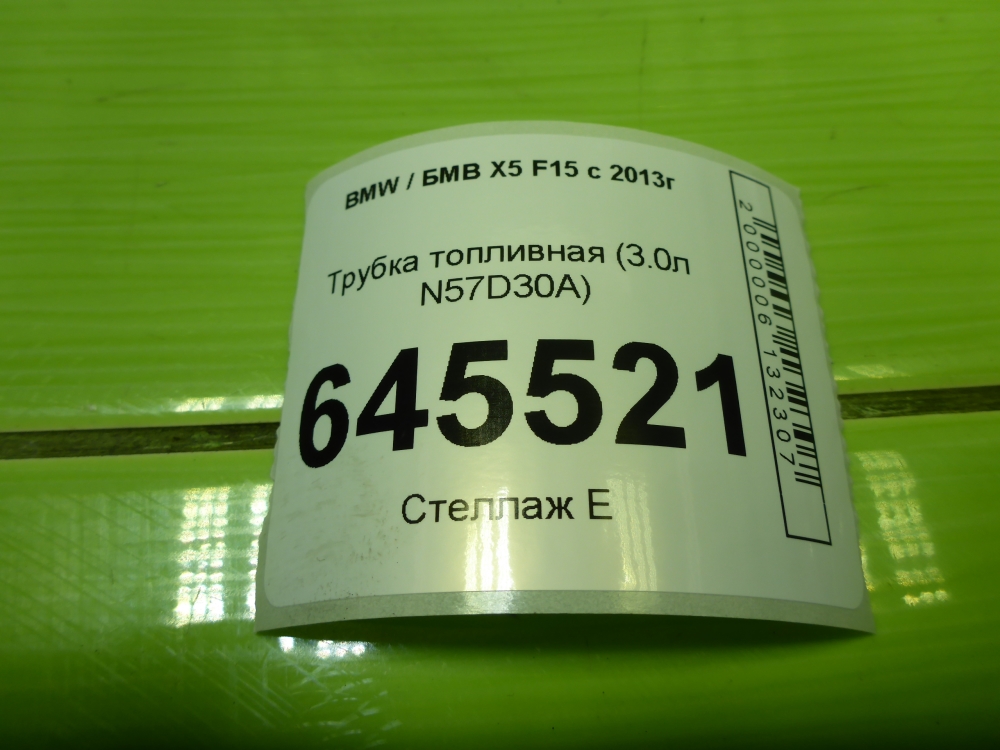 BMW / БМВ X5 F15 с 2013г
Трубка топливная (3.0л
N57D30A)
645521
Стеллаж Е
2000006132307